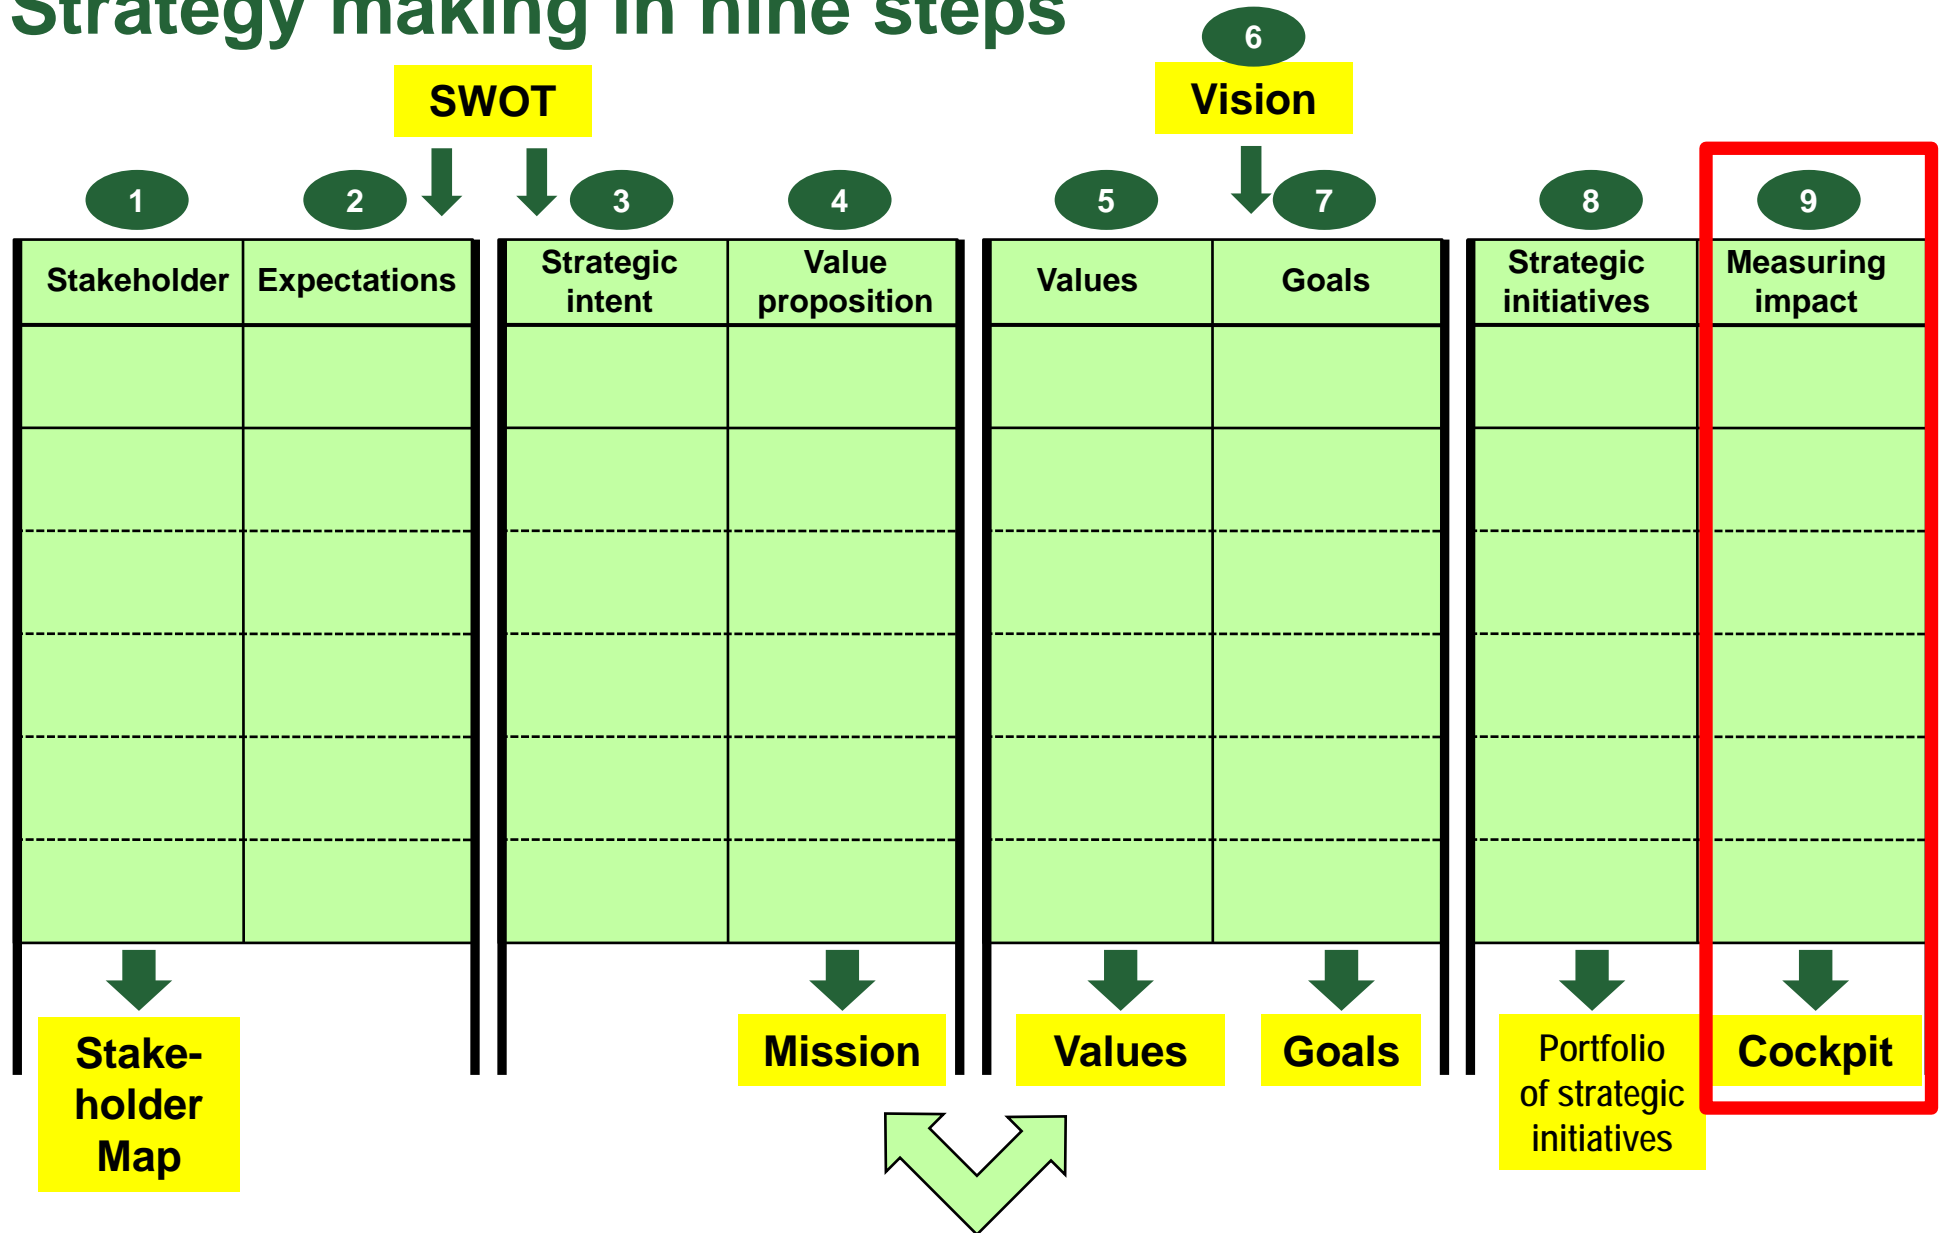 Strategy making in nine steps
6
SWOT
Vision
1
2
3
4
5
7
8
9
Stakeholder
Expectations
Strategic
intent
Value
proposition
Values
Goals
Strategic
initiatives
Measuring
impact
Stake-
holder
Map
Mission
Values
Goals
Portfolio
of strategic
initiatives
Cockpit